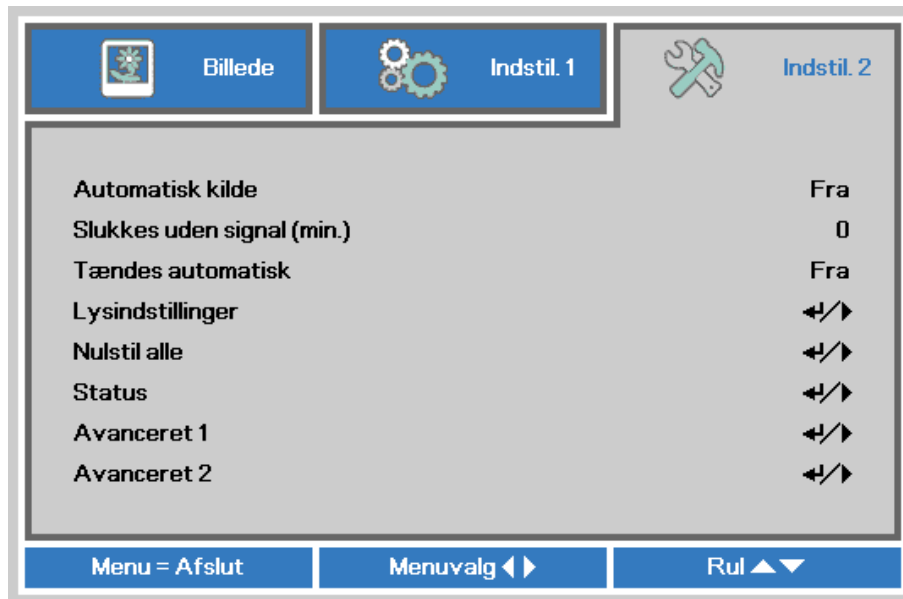 Billede
Indstil. 1
Indstil. 2
Automatisk kilde Fra
Slukkes uden signal (min.) 0
Tændes automatisk Fra
Lysindstillinger ↵/▶
Nulstil alle ↵/▶
Status ↵/▶
Avanceret 1 ↵/▶
Avanceret 2 ↵/▶
Menu = Afslut
Menuvalg ◀▶
Rul ▲▼